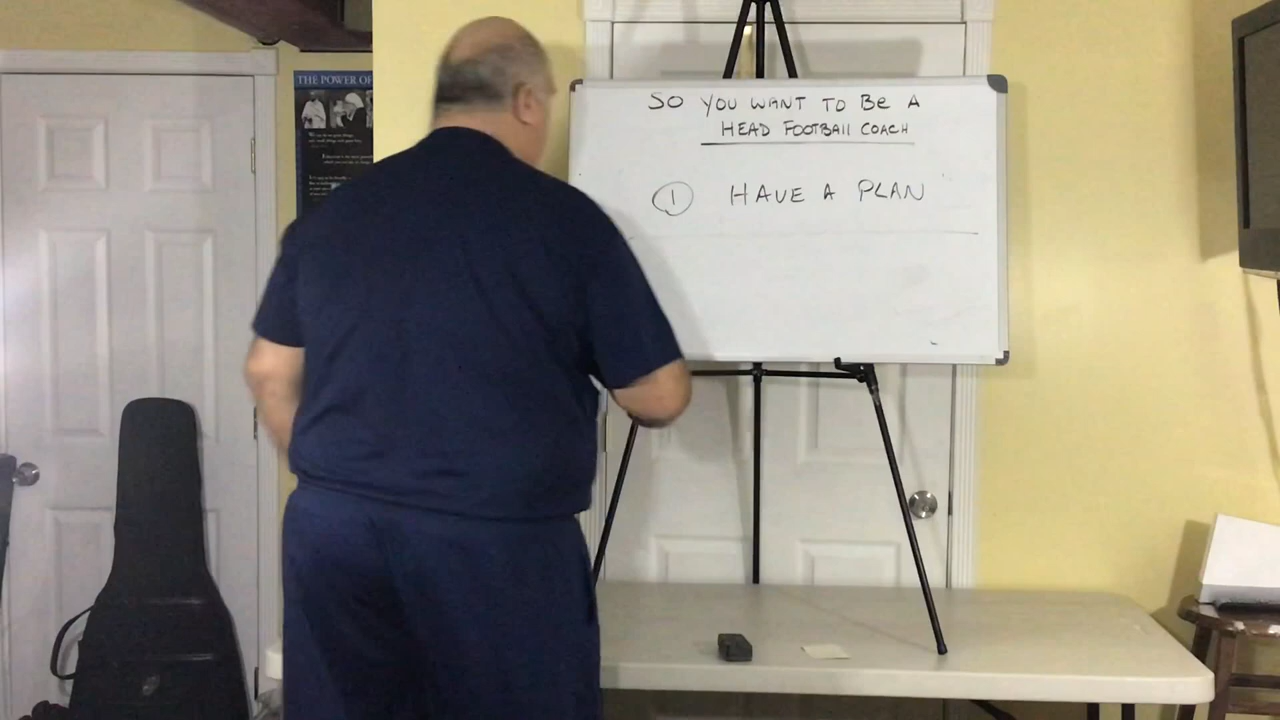 THE POWER OF
SO YOU WANT TO BE A
HEAD FOOTBALL COACH
1 HAVE A PLAN